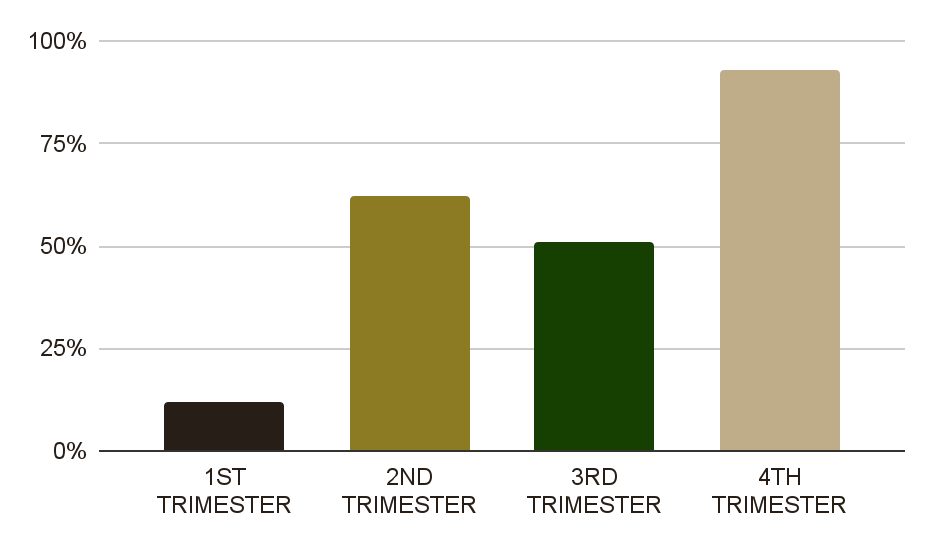 100%
75%
50%
25%
0%
1ST
TRIMESTER
2ND
TRIMESTER
3RD
TRIMESTER
4TH
TRIMESTER